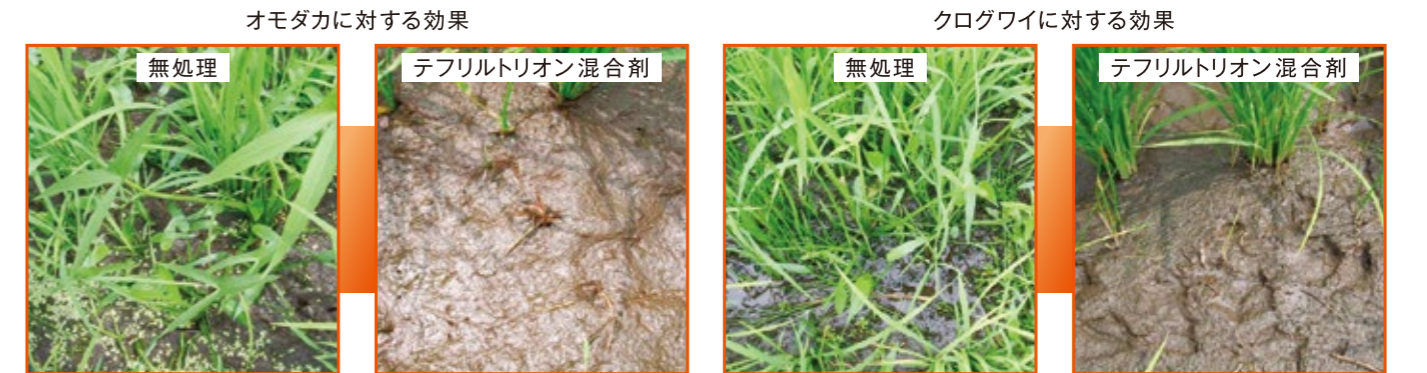 オモダカに対する効果
クログワイに対する効果
無処理
テフリルトリオン混合剤
無処理
テフリルトリオン混合剤